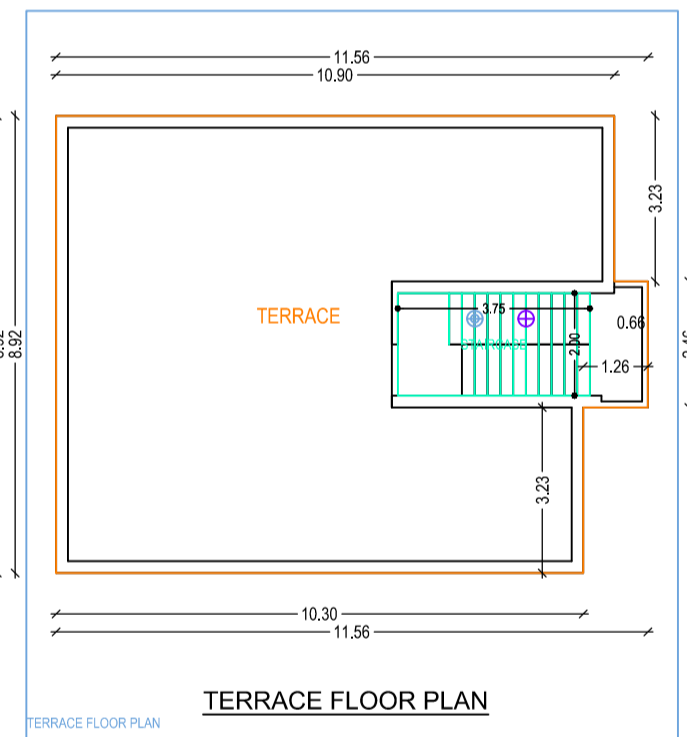 11.56
10.90
3.23
TERRACE
3.75
0.66
STAIRCASE
2.00
1.26
8.92
3.23
10.30
11.56
TERRACE FLOOR PLAN
TERRACE FLOOR PLAN